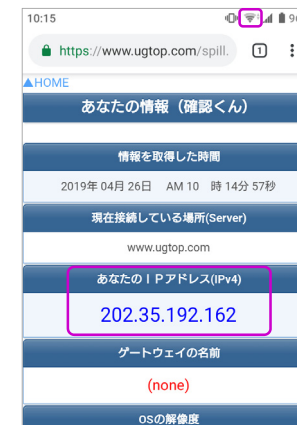 10:15
https://www.ugtop.com/spill.
1
▲HOME
あなたの情報（確認くん）
情報を取得した時間
2019年 04月 26日　AM 10　時 14分 57秒
現在接続している場所(Server)
www.ugtop.com
あなたのＩＰアドレス(IPv4)
202.35.192.162
ゲートウェイの名前
(none)
OSの解像度